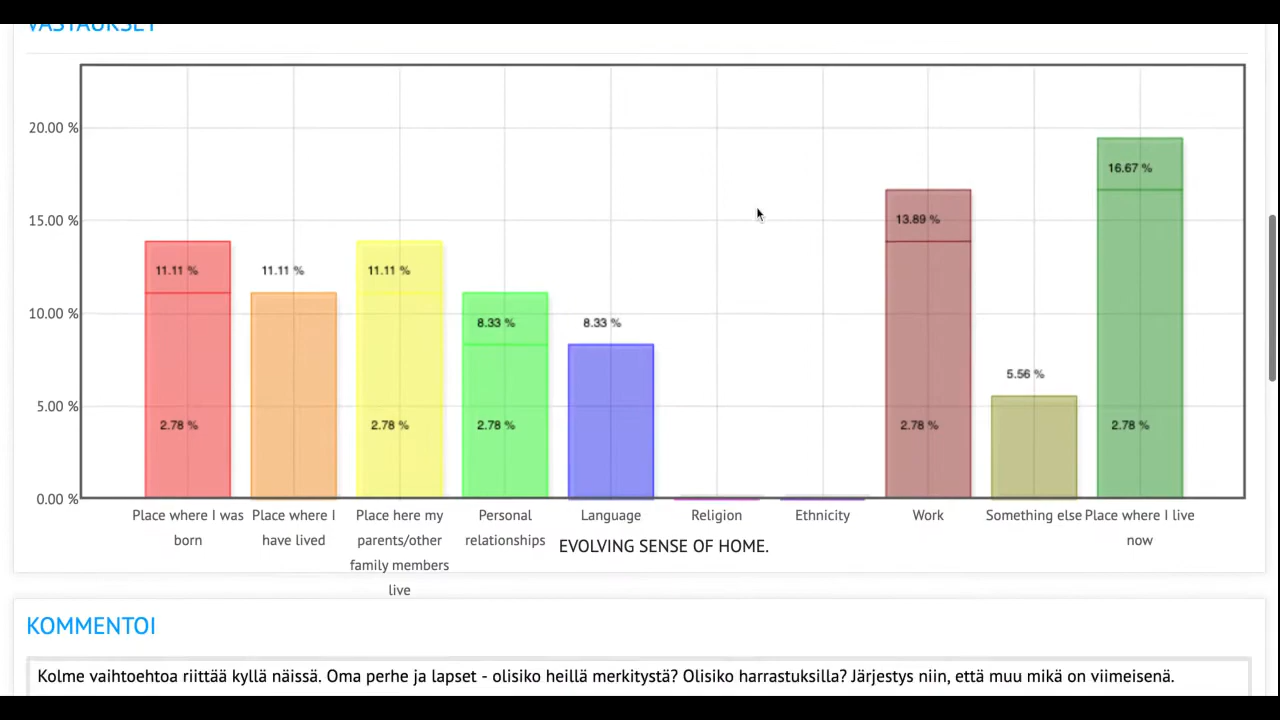 VASTAUKSET
20.00 %
15.00 %
10.00 %
5.00 %
0.00 %
11.11 %
2.78 %
11.11 %
11.11 %
2.78 %
8.33 %
2.78 %
8.33 %
13.89 %
2.78 %
5.56 %
16.67 %
2.78 %
Place where I was
born
Place where I
have lived
Place here my
parents/other
family members
live
Personal
relationships
Language
Religion
Ethnicity
Work
Something else
Place where I live
now
EVOLVING SENSE OF HOME.
KOMMENTOI
Kolme vaihtoehtoa riittää kyllä näissä. Oma perhe ja lapset - olisiko heillä merkitystä? Olisiko harrastuksilla? Järjestys niin, että muu mikä on viimeisenä.